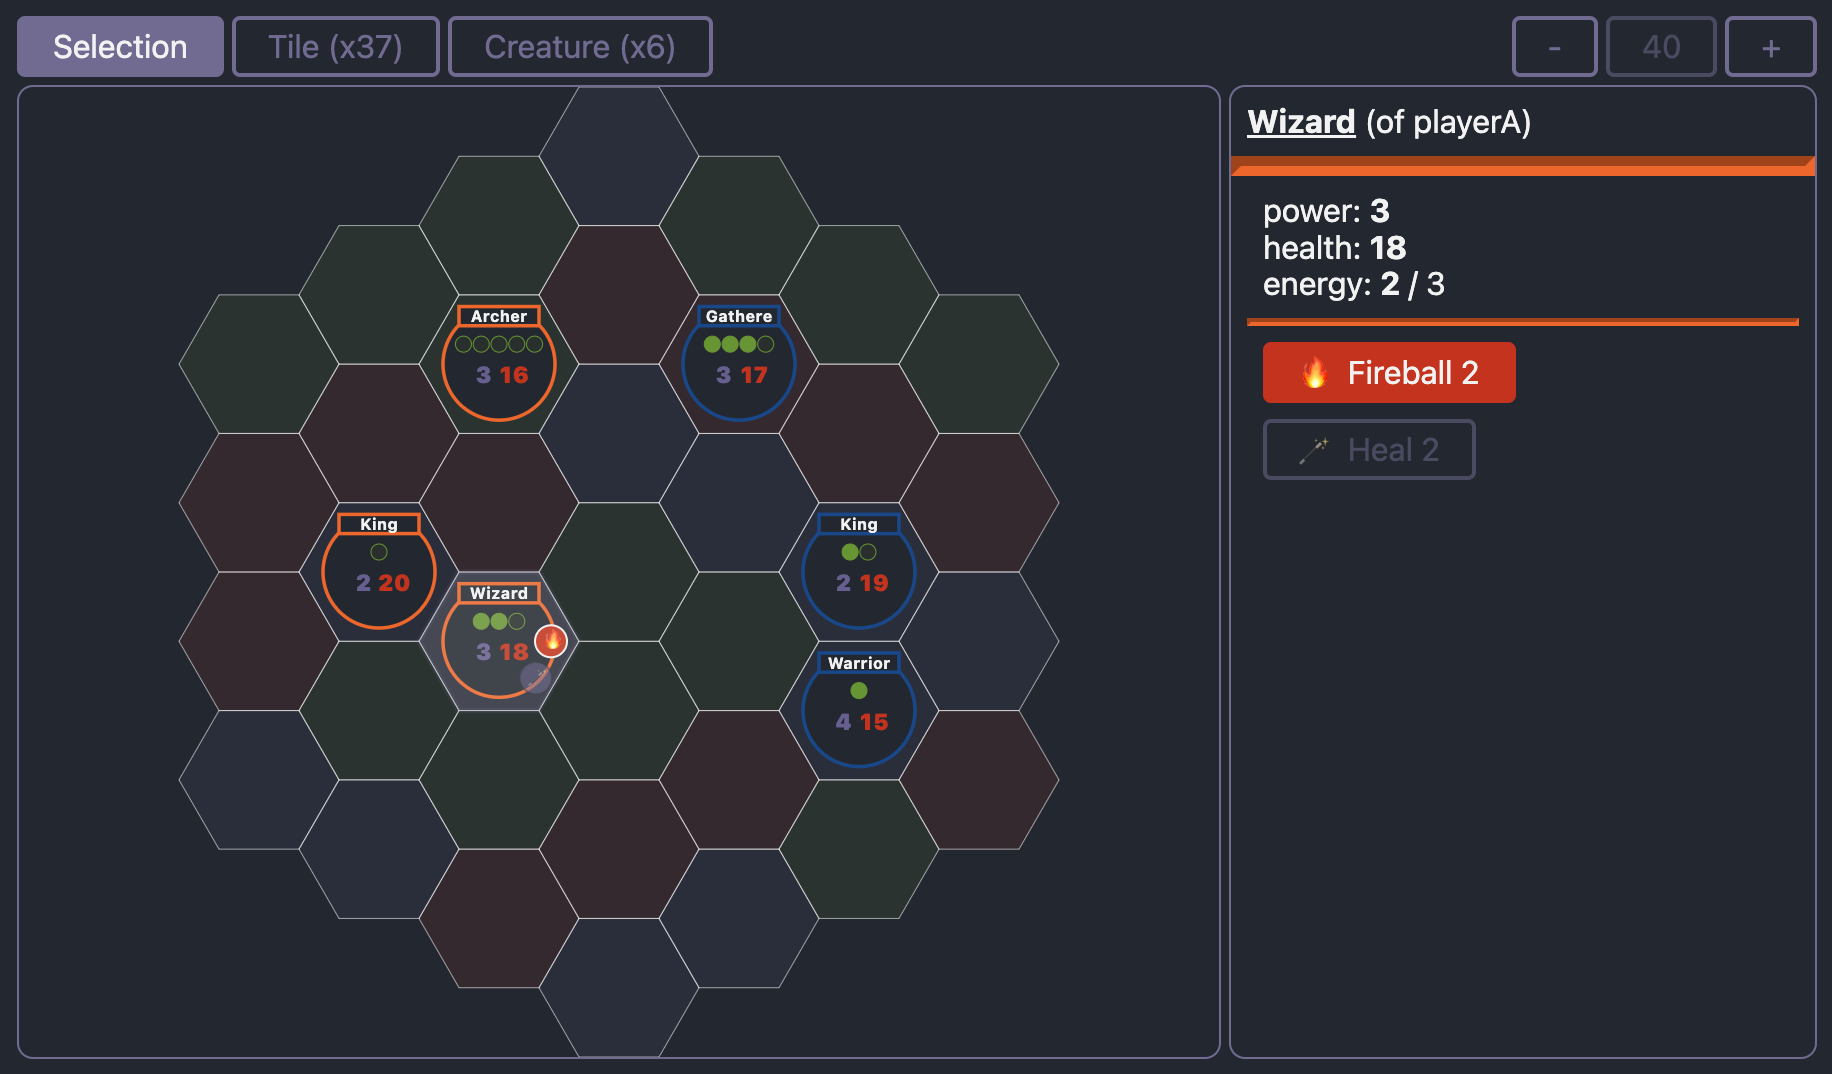 Selection
Tile (x37)
Creature (x6)
-
40
+
Wizard (of playerA)
power: 3
health: 18
energy: 2 / 3
Fireball 2
Heal 2
Archer
3 16
Gathere
3 17
King
2 20
King
2 19
Wizard
3 18
Warrior
4 15